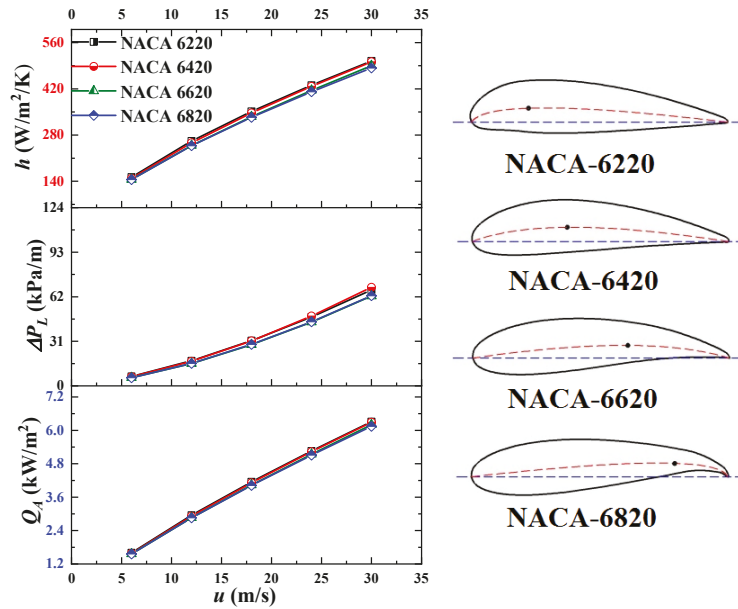 0 5 10 15 20 25 30 35
560
420
280
140
h (W/m²/K)
NACA 6220
NACA 6420
NACA 6620
NACA 6820
124
93
62
31
0
ΔP_L (kPa/m)
7.2
6.0
4.8
3.6
2.4
1.2
Q_A (kW/m²)
0 5 10 15 20 25 30 35
u (m/s)
NACA-6220
NACA-6420
NACA-6620
NACA-6820